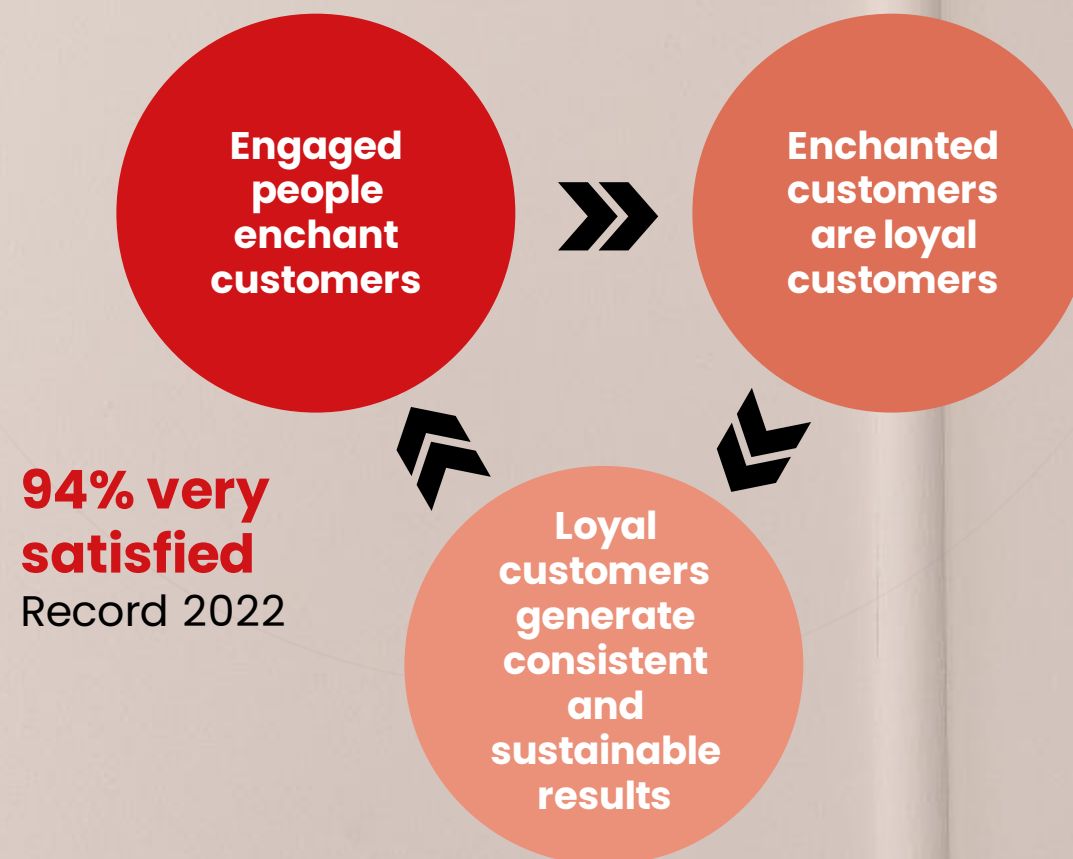 Engaged
people
enchant
customers
Enchanted
customers
are loyal
customers
94% very
satisfied
Record 2022
Loyal
customers
generate
consistent
and
sustainable
results